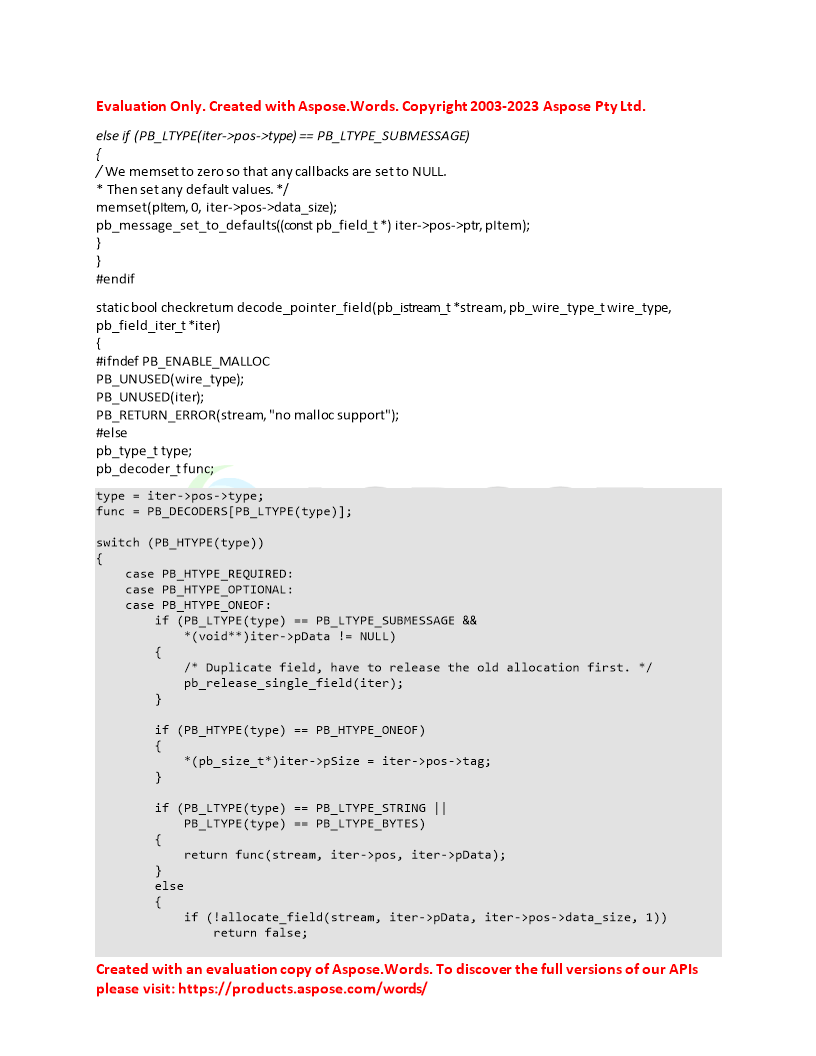 Evaluation Only. Created with Aspose.Words. Copyright 2003-2023 Aspose Pty Ltd.
else if (PB_LTYPE(iter->pos->type) == PB_LTYPE_SUBMESSAGE)
{
/ We memset to zero so that any callbacks are set to NULL.
* Then set any default values. */
memset(pItem, 0, iter->pos->data_size);
pb_message_set_to_defaults((const pb_field_t *) iter->pos->ptr, pItem);
}
}
#endif
static bool checkreturn decode_pointer_field(pb_istream_t *stream, pb_wire_type_t wire_type,
pb_field_iter_t *iter)
{
#ifndef PB_ENABLE_MALLOC
PB_UNUSED(wire_type);
PB_UNUSED(iter);
PB_RETURN_ERROR(stream, "no malloc support");
#else
pb_type_t type;
pb_decoder_t func;
type = iter->pos->type;
func = PB_DECODERS[PB_LTYPE(type)];
switch (PB_HTYPE(type))
{
    case PB_HTYPE_REQUIRED:
    case PB_HTYPE_OPTIONAL:
    case PB_HTYPE_ONEOF:
        if (PB_LTYPE(type) == PB_LTYPE_SUBMESSAGE &&
            *(void**)iter->pData != NULL)
        {
            /* Duplicate field, have to release the old allocation first. */
            pb_release_single_field(iter);
        }
        if (PB_HTYPE(type) == PB_HTYPE_ONEOF)
        {
            *(pb_size_t*)iter->pSize = iter->pos->tag;
        }
        if (PB_LTYPE(type) == PB_LTYPE_STRING ||
            PB_LTYPE(type) == PB_LTYPE_BYTES)
        {
            return func(stream, iter->pos, iter->pData);
        }
        else
        {
            if (!allocate_field(stream, iter->pData, iter->pos->data_size, 1))
                return false;
Created with an evaluation copy of Aspose.Words. To discover the full versions of our APIs
please visit: https://products.aspose.com/words/